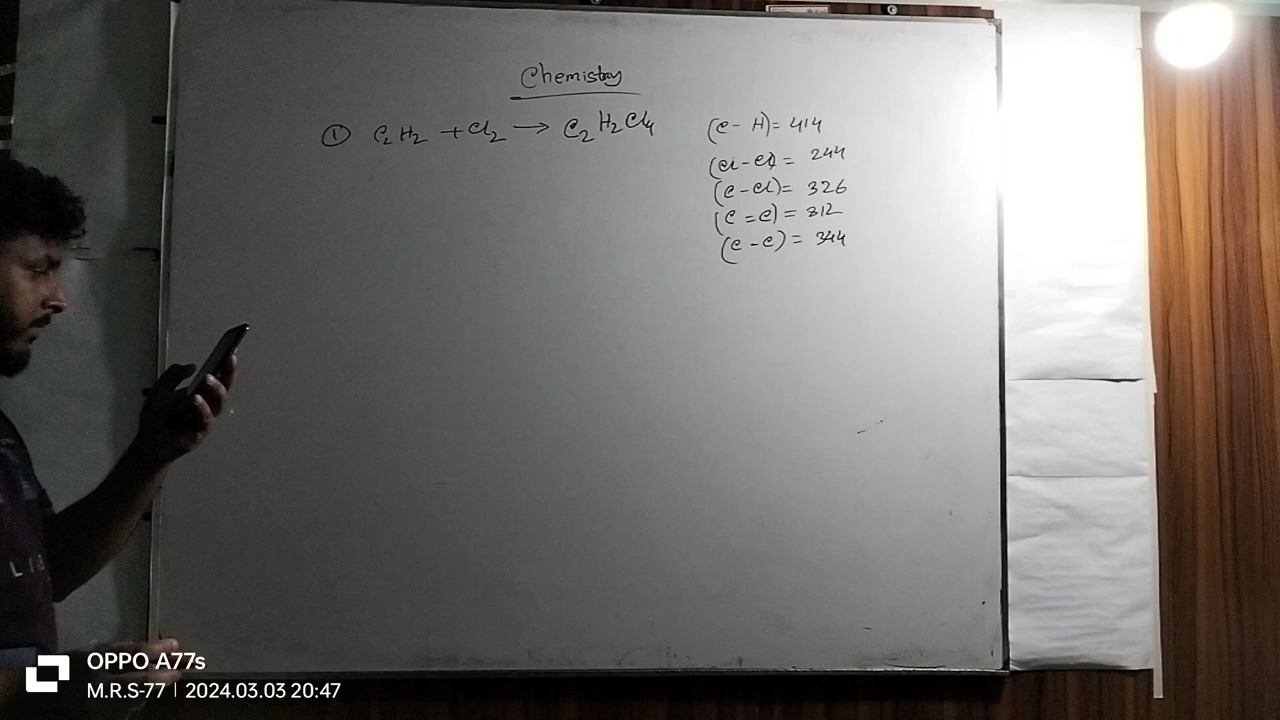 Chemistry
① C₂H₂ + Cl₂ → C₂H₂Cl₄
(C - H) = 414
(Cl - Cl) = 244
(C - Cl) = 326
(C = C) = 812
(C - C) = 344
OPPO A77s
M.R.S-77 | 2024.03.03 20:47